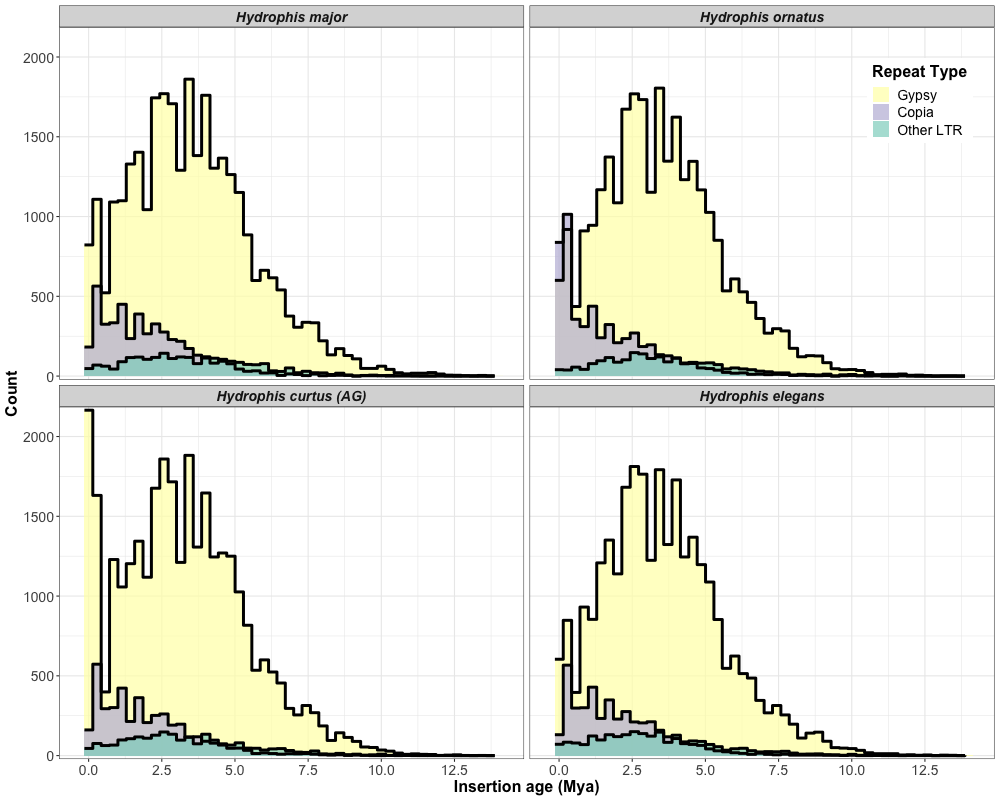 Hydrophis major
Hydrophis ornatus
2000
1500
1000
500
0
Repeat Type
Gypsy
Copia
Other LTR
Count
Hydrophis curtus (AG)
Hydrophis elegans
2000
1500
1000
500
0
0.0 2.5 5.0 7.5 10.0 12.5
0.0 2.5 5.0 7.5 10.0 12.5
Insertion age (Mya)